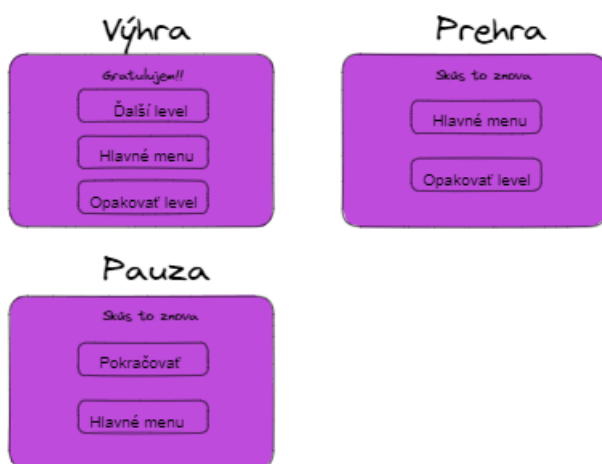 Výhra
Gratulujem!!
Ďalší level
Hlavné menu
Opakovať level
Prehra
Skús to znova
Hlavné menu
Opakovať level
Pauza
Skús to znova
Pokračovať
Hlavné menu